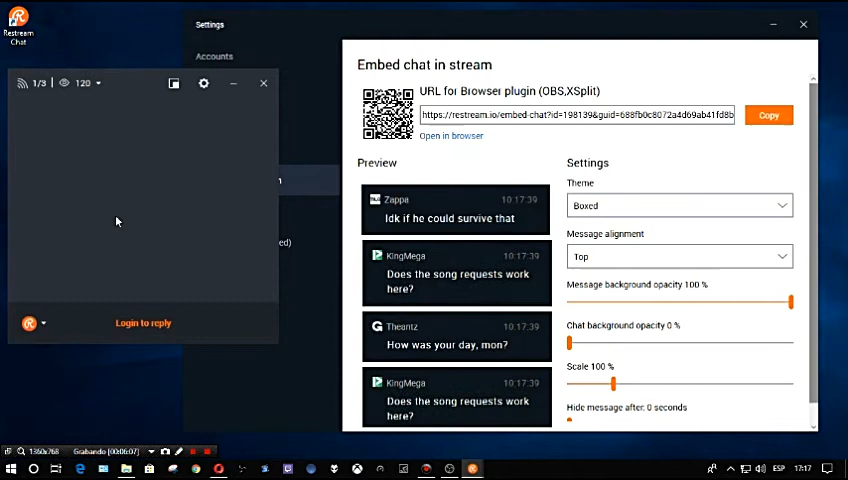 Restream
Chat
Settings
Accounts
1/3
120
Login to reply
n
ed)
Embed chat in stream
URL for Browser plugin (OBS,XSplit)
https://restream.io/embed-chat?id=198139&guid=688fb0c8072a4d69ab41fd8b
Copy
Open in browser
Preview
Zappa 10:17:39
Idk if he could survive that
KingMega 10:17:39
Does the song requests work
here?
Theantz 10:17:39
How was your day, mon?
KingMega 10:17:39
Does the song requests work
here?
Settings
Theme
Boxed
Message alignment
Top
Message background opacity 100 %
Chat background opacity 0 %
Scale 100 %
Hide message after: 0 seconds
1360x768
Grabando [00:06:07]
ESP
17:17